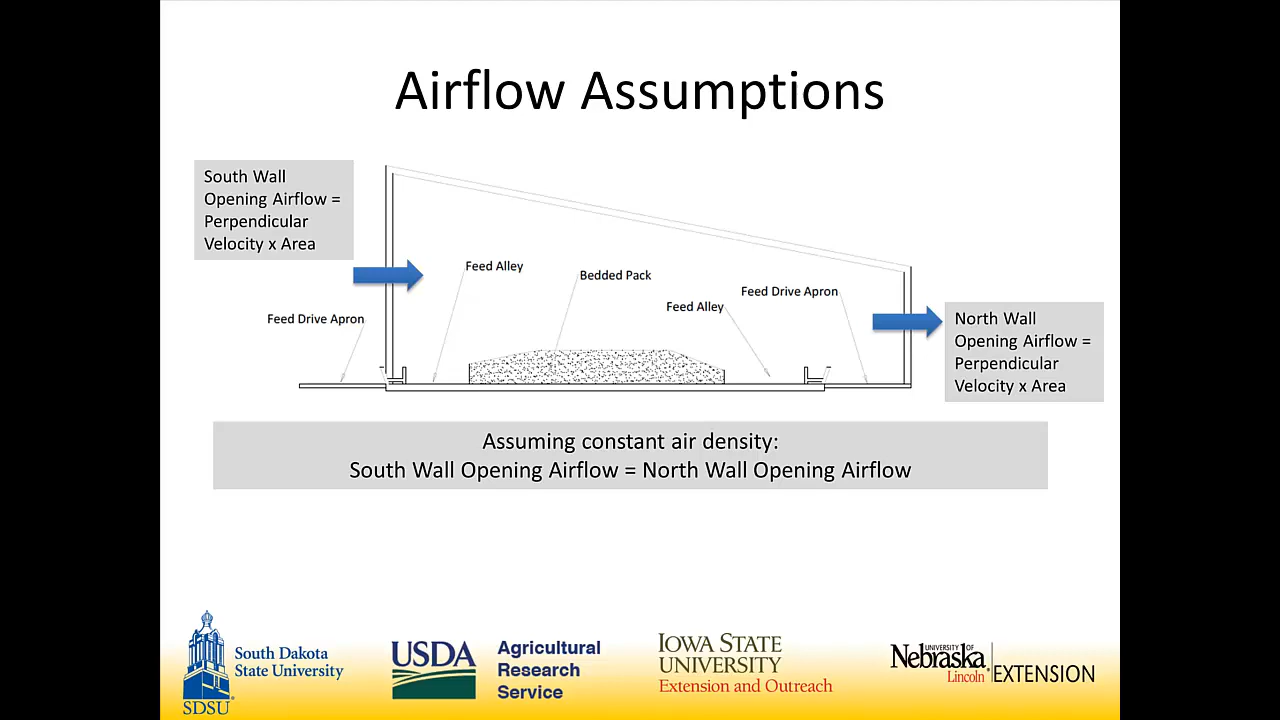 Airflow Assumptions
South Wall
Opening Airflow =
Perpendicular
Velocity x Area
Feed Alley
Bedded Pack
Feed Alley
Feed Drive Apron
Feed Drive Apron
North Wall
Opening Airflow =
Perpendicular
Velocity x Area
Assuming constant air density:
South Wall Opening Airflow = North Wall Opening Airflow
SDSU
South Dakota
State University
USDA
Agricultural
Research
Service
IOWA STATE
UNIVERSITY
Extension and Outreach
UNIVERSITY OF
Nebraska
Lincoln
EXTENSION